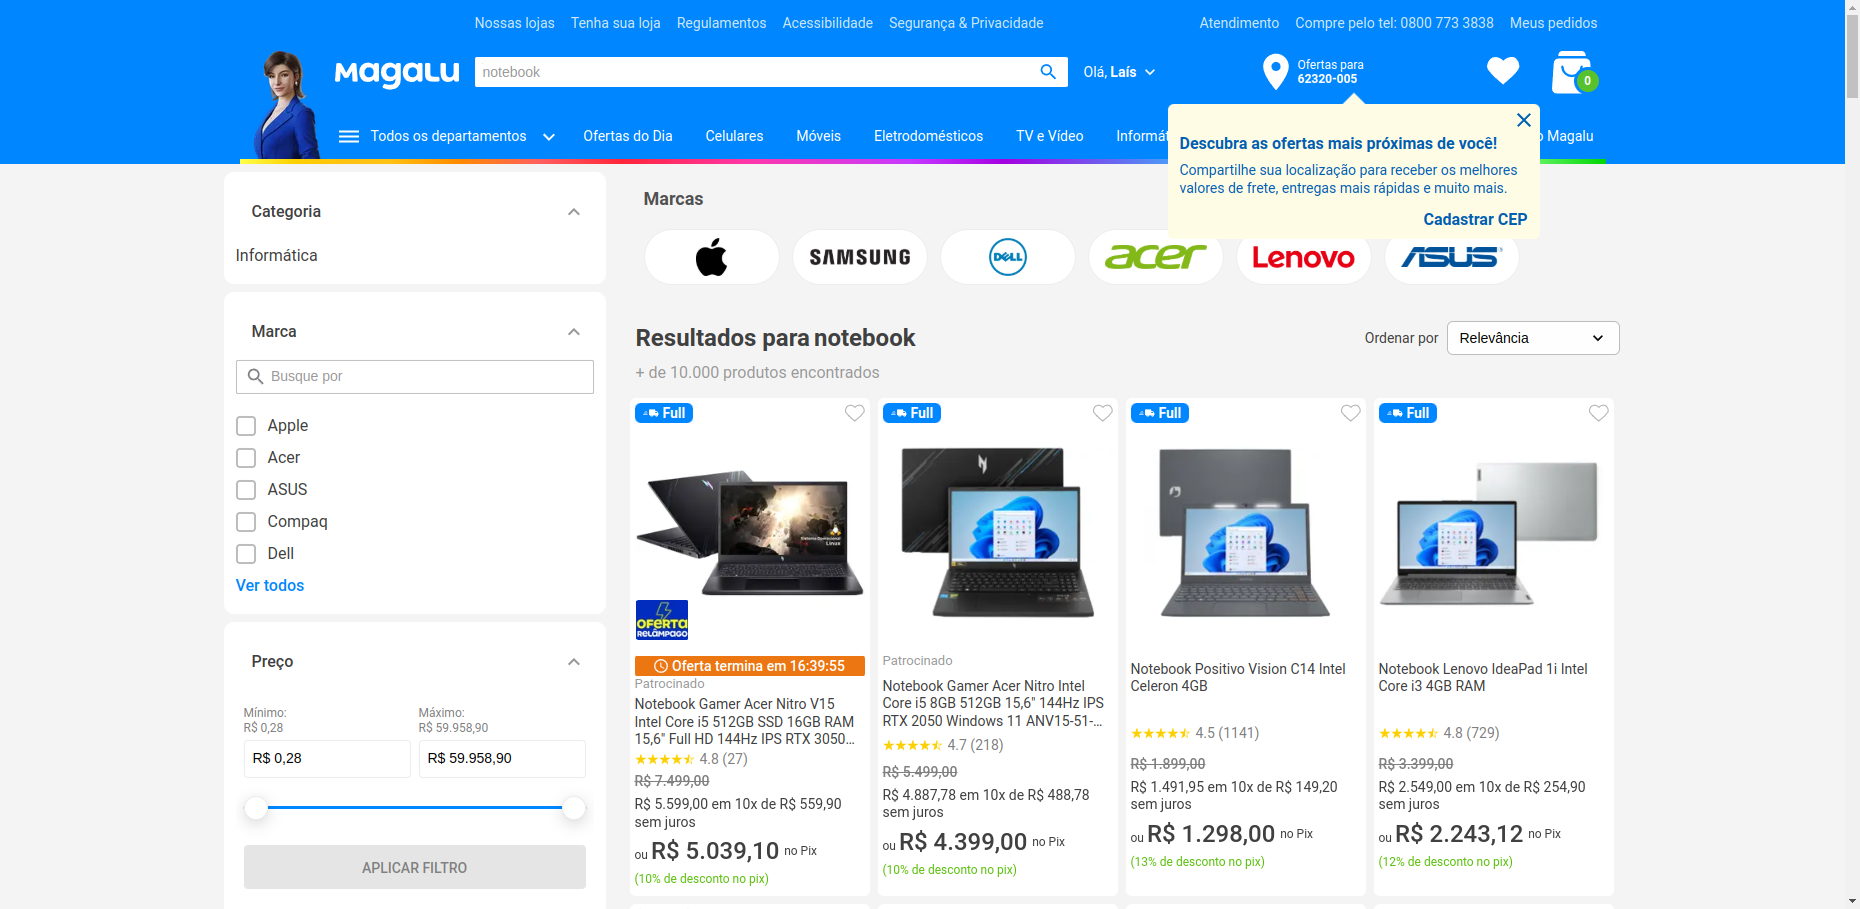 Nossas lojas Tenha sua loja Regulamentos Acessibilidade Segurança & Privacidade Atendimento Compre pelo tel: 0800 773 3838 Meus pedidos
Magalu notebook Olá, Laís Ofertas para
62320-005
0
Todos os departamentos Ofertas do Dia Celulares Móveis Eletrodomésticos TV e Vídeo Magalu
Descubra as ofertas mais próximas de você!
Compartilhe sua localização para receber os melhores
valores de frete, entregas mais rápidas e muito mais.
Cadastrar CEP
Categoria
Informática
Marca
Busque por
Apple
Acer
ASUS
Compaq
Dell
Ver todos
Preço
Mínimo: Máximo:
R$ 0,28 R$ 59.958,90
R$ 0,28 R$ 59.958,90
APLICAR FILTRO
Marcas
SAMSUNG DELL acer Lenovo ASUS
Resultados para notebook
Ordenar por Relevância
+ de 10.000 produtos encontrados
Full
OFERTA
RELÂMPAGO
Oferta termina em 16:39:55
Patrocinado
Notebook Gamer Acer Nitro V15
Intel Core i5 512GB SSD 16GB RAM
15,6" Full HD 144Hz IPS RTX 3050...
4.8 (27)
R$ 7.499,00
R$ 5.599,00 em 10x de R$ 559,90
sem juros
ou R$ 5.039,10 no Pix
(10% de desconto no pix)
Full
Patrocinado
Notebook Gamer Acer Nitro Intel
Core i5 8GB 512GB 15,6" 144Hz IPS
RTX 2050 Windows 11 ANV15-51-...
4.7 (218)
R$ 5.499,00
R$ 4.887,78 em 10x de R$ 488,78
sem juros
ou R$ 4.399,00 no Pix
(10% de desconto no pix)
Full
Notebook Positivo Vision C14 Intel
Celeron 4GB
4.5 (1141)
R$ 1.899,00
R$ 1.491,95 em 10x de R$ 149,20
sem juros
ou R$ 1.298,00 no Pix
(13% de desconto no pix)
Full
Notebook Lenovo IdeaPad 1i Intel
Core i3 4GB RAM
4.8 (729)
R$ 3.399,00
R$ 2.549,00 em 10x de R$ 254,90
sem juros
ou R$ 2.243,12 no Pix
(12% de desconto no pix)